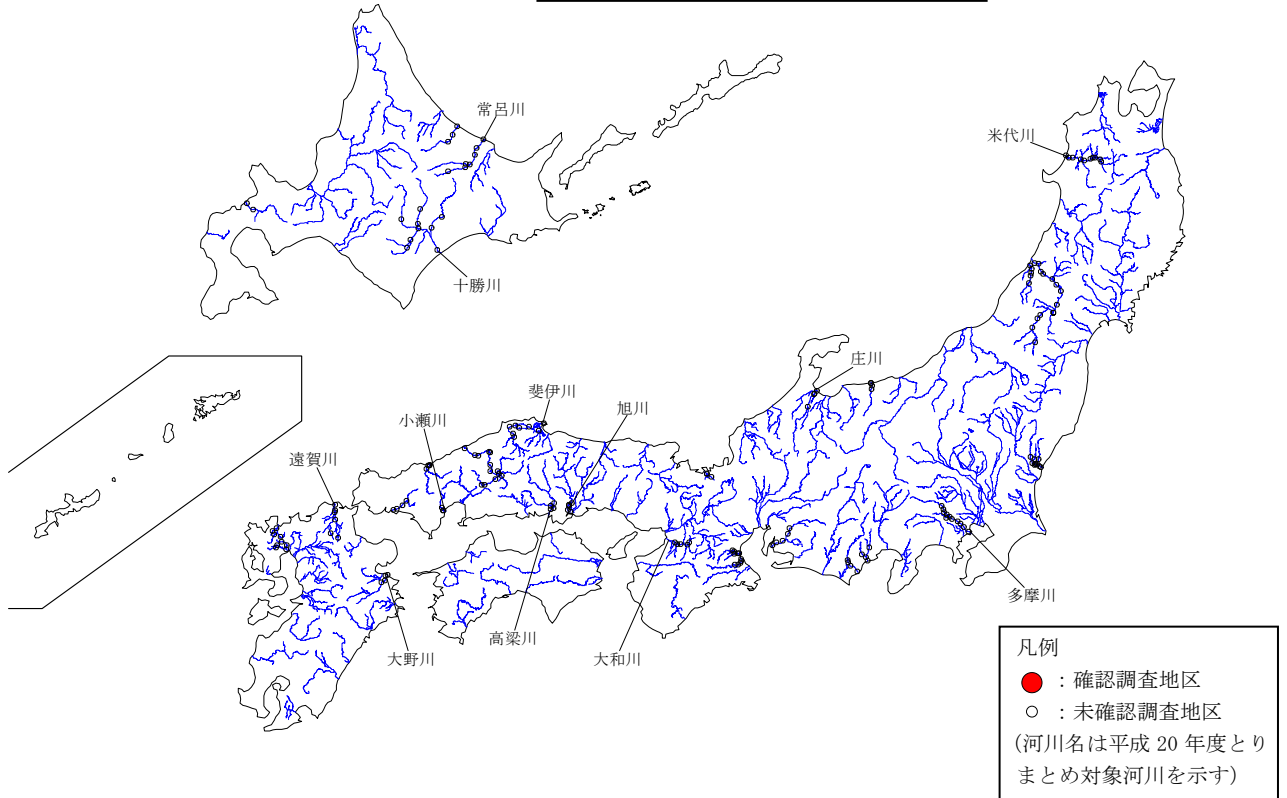 常呂川
米代川
十勝川
庄川
斐伊川
旭川
小瀬川
遠賀川
多摩川
高梁川
大野川
大和川
凡例
：確認調査地区
：未確認調査地区
(河川名は平成 20 年度とり
まとめ対象河川を示す)